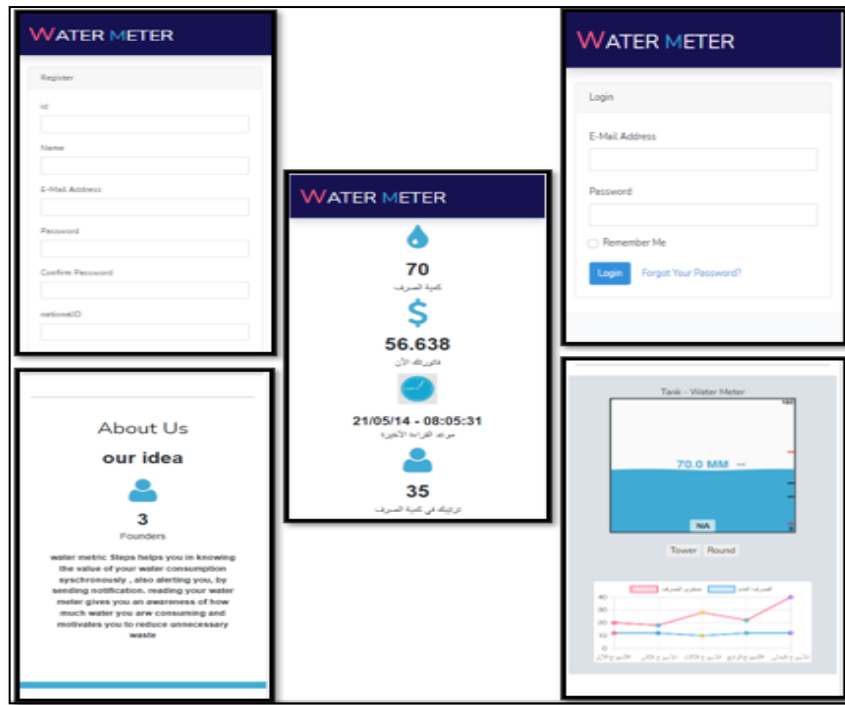 WATER METER
Register
id
Name
E-Mail Address
Password
Confirm Password
nationalID
About Us
our idea
3
Founders
water metric Steps helps you in knowing
the value of your water consumption
syschronously , also alerting you, by
sending notification. reading your water
meter gives you an awareness of how
much water you arw consuming and
motivates you to reduce unnecessary
waste
WATER METER
70
كمية الصرف
$
56.638
فاتورتك الآن
21/05/14 - 08:05:31
موعد القراءة الأخيرة
35
ترتيبك في كمية الصرف
WATER METER
Login
E-Mail Address
Password
Remember Me
Login Forgot Your Password?
Tank - Water Meter
70.0 MM --
NA
Tower Round
40
30
20
10
0